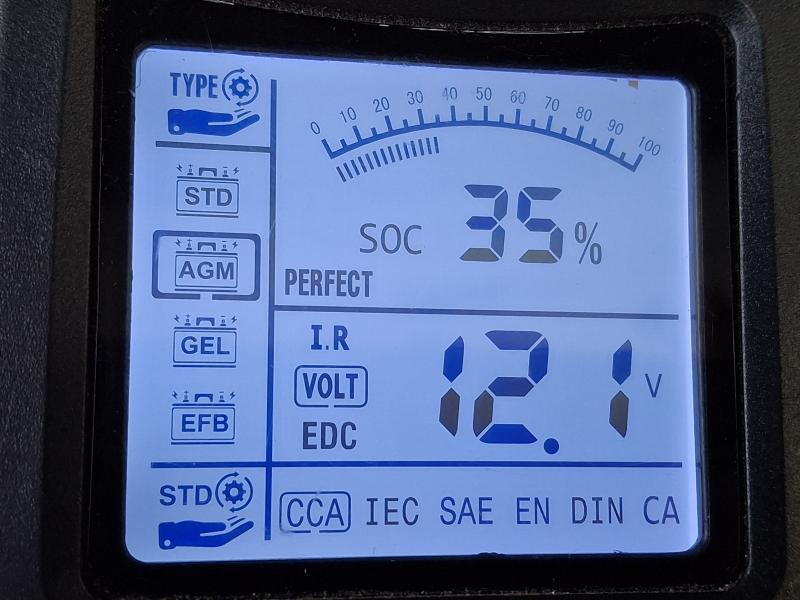 TYPE
0 10 20 30 40 50 60 70 80 90 100
STD
SOC 35%
AGM
PERFECT
GEL
I.R
VOLT 12.1 V
EFB
EDC
STD
CCA IEC SAE EN DIN CA